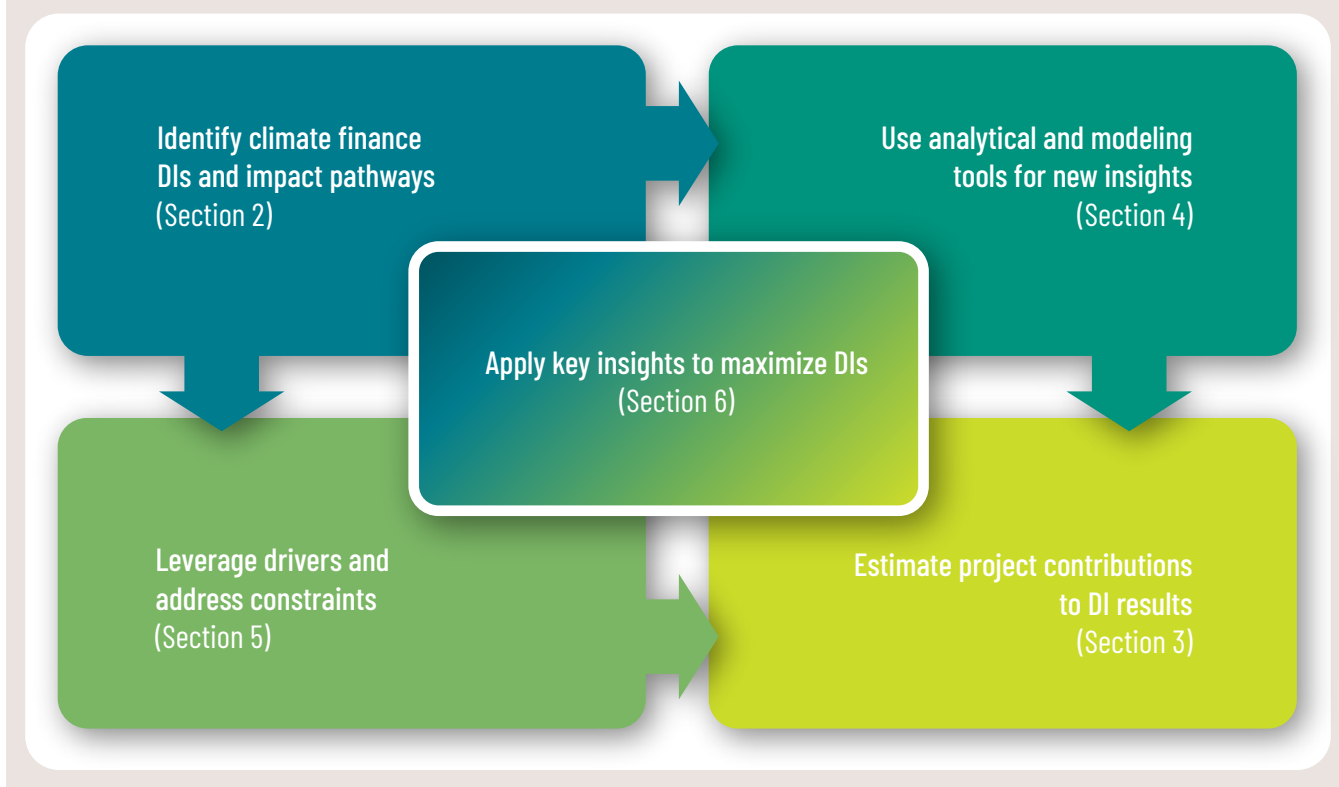 Identify climate finance
DIs and impact pathways
(Section 2)
Use analytical and modeling
tools for new insights
(Section 4)
Apply key insights to maximize DIs
(Section 6)
Leverage drivers and
address constraints
(Section 5)
Estimate project contributions
to DI results
(Section 3)